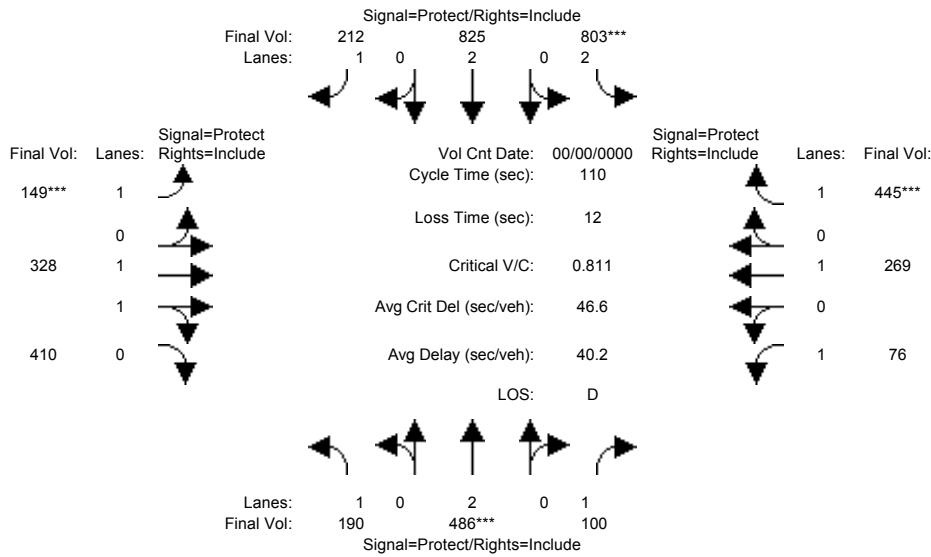 Signal=Protect/Rights=Include
Final Vol: 212 825 803***
Lanes: 1 0 2 0 2
Signal=Protect Signal=Protect
Final Vol: Lanes: Rights=Include Vol Cnt Date: 00/00/0000 Rights=Include Lanes: Final Vol:
Cycle Time (sec): 110
149*** 1 1 445***
Loss Time (sec): 12
0 0
328 1 Critical V/C: 0.811 1 269
1 Avg Crit Del (sec/veh): 46.6 0
410 0 Avg Delay (sec/veh): 40.2 1 76
LOS: D
Lanes: 1 0 2 0 1
Final Vol: 190 486*** 100
Signal=Protect/Rights=Include